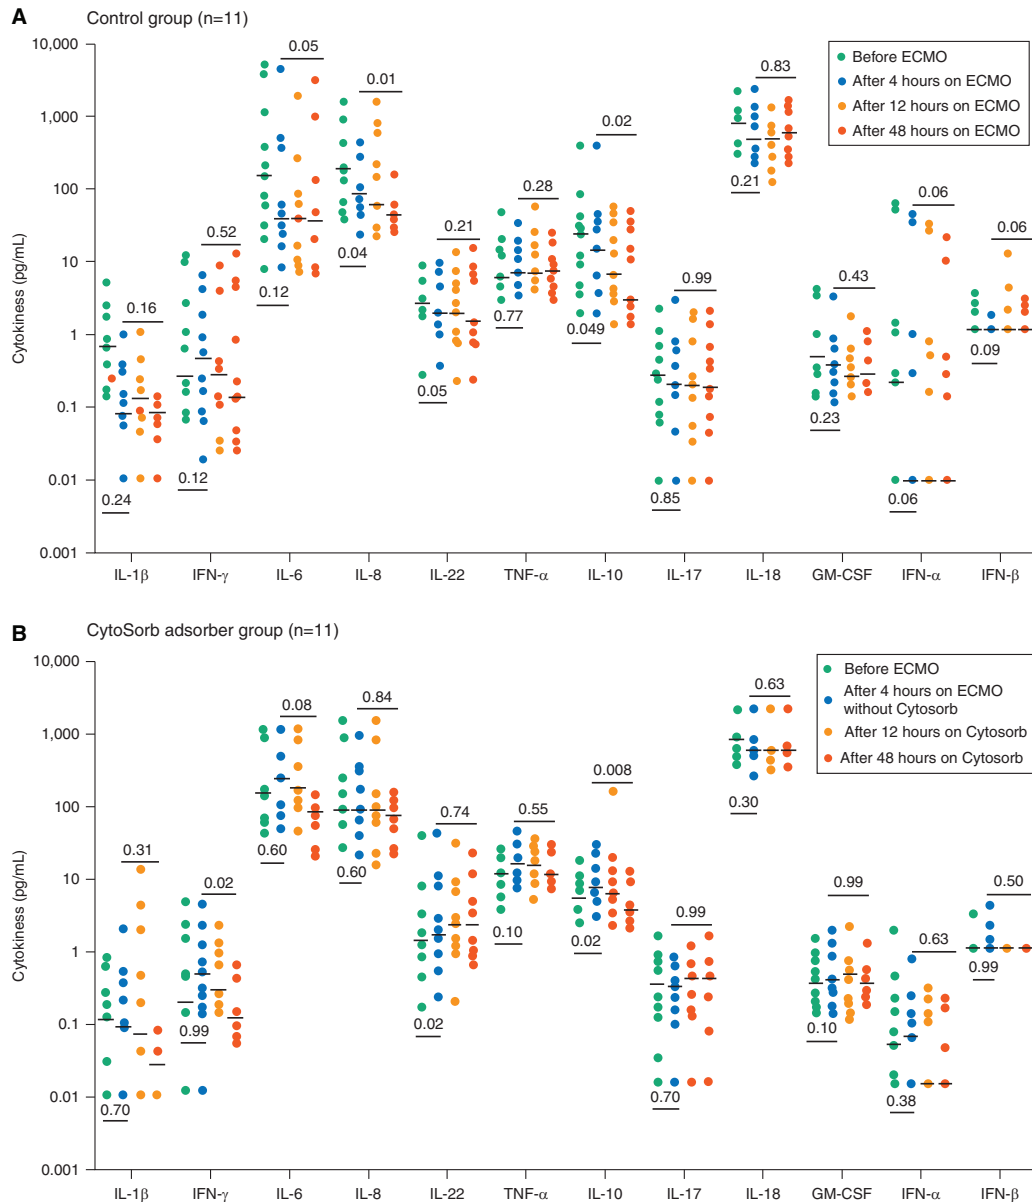 A
Control group (n=11)
Before ECMO
After 4 hours on ECMO
After 12 hours on ECMO
After 48 hours on ECMO
Cytokiness (pg/mL)
10,000
1,000
100
10
1
0.1
0.01
0.001
0.16
0.24
0.52
0.12
0.05
0.12
0.01
0.04
0.21
0.05
0.28
0.77
0.02
0.049
0.99
0.85
0.83
0.21
0.43
0.23
0.06
0.06
0.06
0.09
IL-1β
IFN-γ
IL-6
IL-8
IL-22
TNF-α
IL-10
IL-17
IL-18
GM-CSF
IFN-α
IFN-β
B
CytoSorb adsorber group (n=11)
Before ECMO
After 4 hours on ECMO
without Cytosorb
After 12 hours on Cytosorb
After 48 hours on Cytosorb
Cytokiness (pg/mL)
10,000
1,000
100
10
1
0.1
0.01
0.001
0.31
0.70
0.02
0.99
0.08
0.60
0.84
0.60
0.74
0.02
0.55
0.10
0.008
0.02
0.99
0.70
0.63
0.30
0.99
0.10
0.63
0.38
0.50
0.99
IL-1β
IFN-γ
IL-6
IL-8
IL-22
TNF-α
IL-10
IL-17
IL-18
GM-CSF
IFN-α
IFN-β